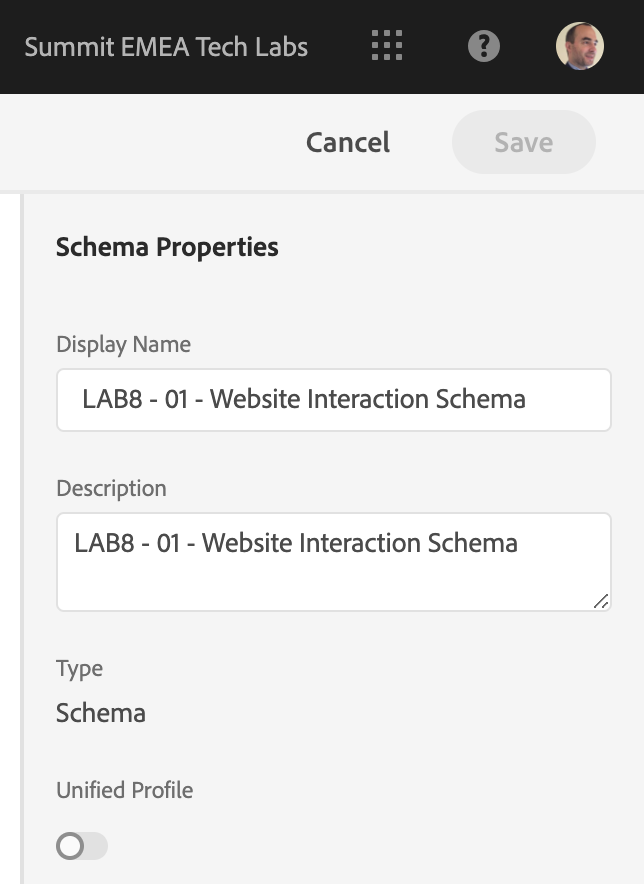 Summit EMEA Tech Labs
Cancel Save
Schema Properties
Display Name
LAB8 - 01 - Website Interaction Schema
Description
LAB8 - 01 - Website Interaction Schema
Type
Schema
Unified Profile